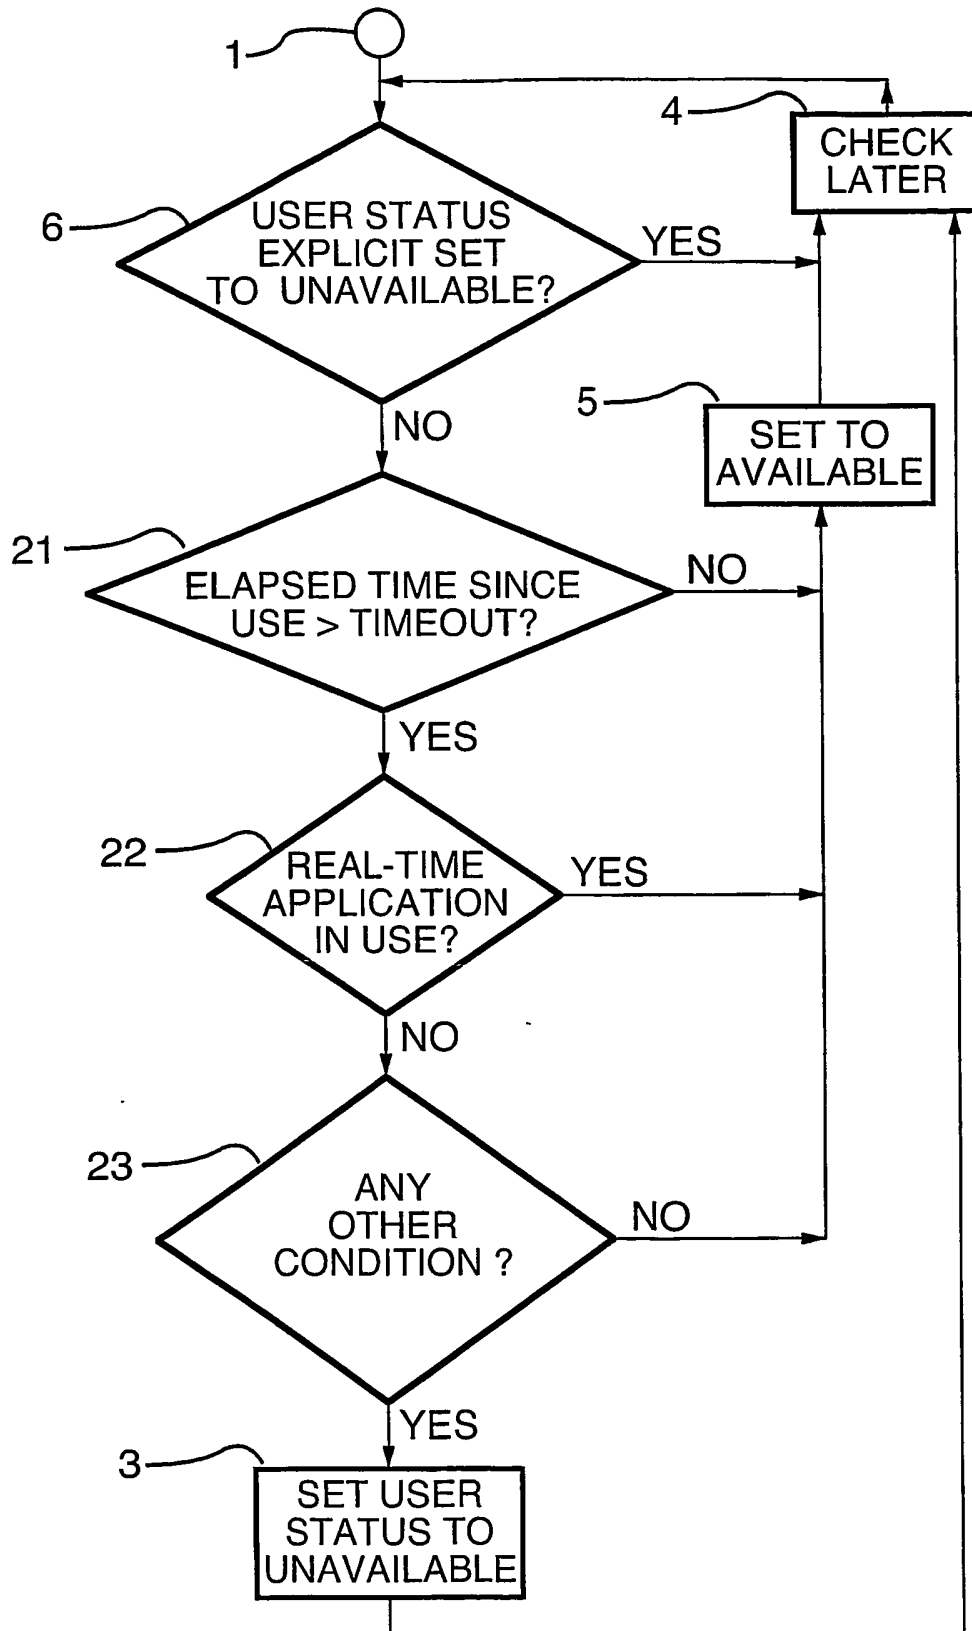 1
4
CHECK
LATER
6
USER STATUS
EXPLICIT SET
TO UNAVAILABLE?
YES
5
SET TO
AVAILABLE
NO
21
ELAPSED TIME SINCE
USE > TIMEOUT?
NO
YES
22
REAL-TIME
APPLICATION
IN USE?
YES
NO
23
ANY
OTHER
CONDITION ?
NO
YES
3
SET USER
STATUS TO
UNAVAILABLE